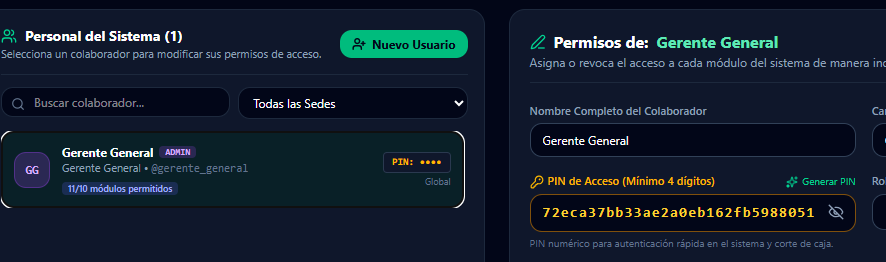 Personal del Sistema (1)
Selecciona un colaborador para modificar sus permisos de acceso.
Nuevo Usuario
Buscar colaborador...
Todas las Sedes
GG
Gerente General ADMIN
Gerente General • @gerente_general
11/10 módulos permitidos
PIN: ••••
Global
Permisos de: Gerente General
Asigna o revoca el acceso a cada módulo del sistema de manera
Nombre Completo del Colaborador
Gerente General
PIN de Acceso (Mínimo 4 dígitos)
Generar PIN
72eca37bb33ae2a0eb162fb5988051
PIN numérico para autenticación rápida en el sistema y corte de caja.